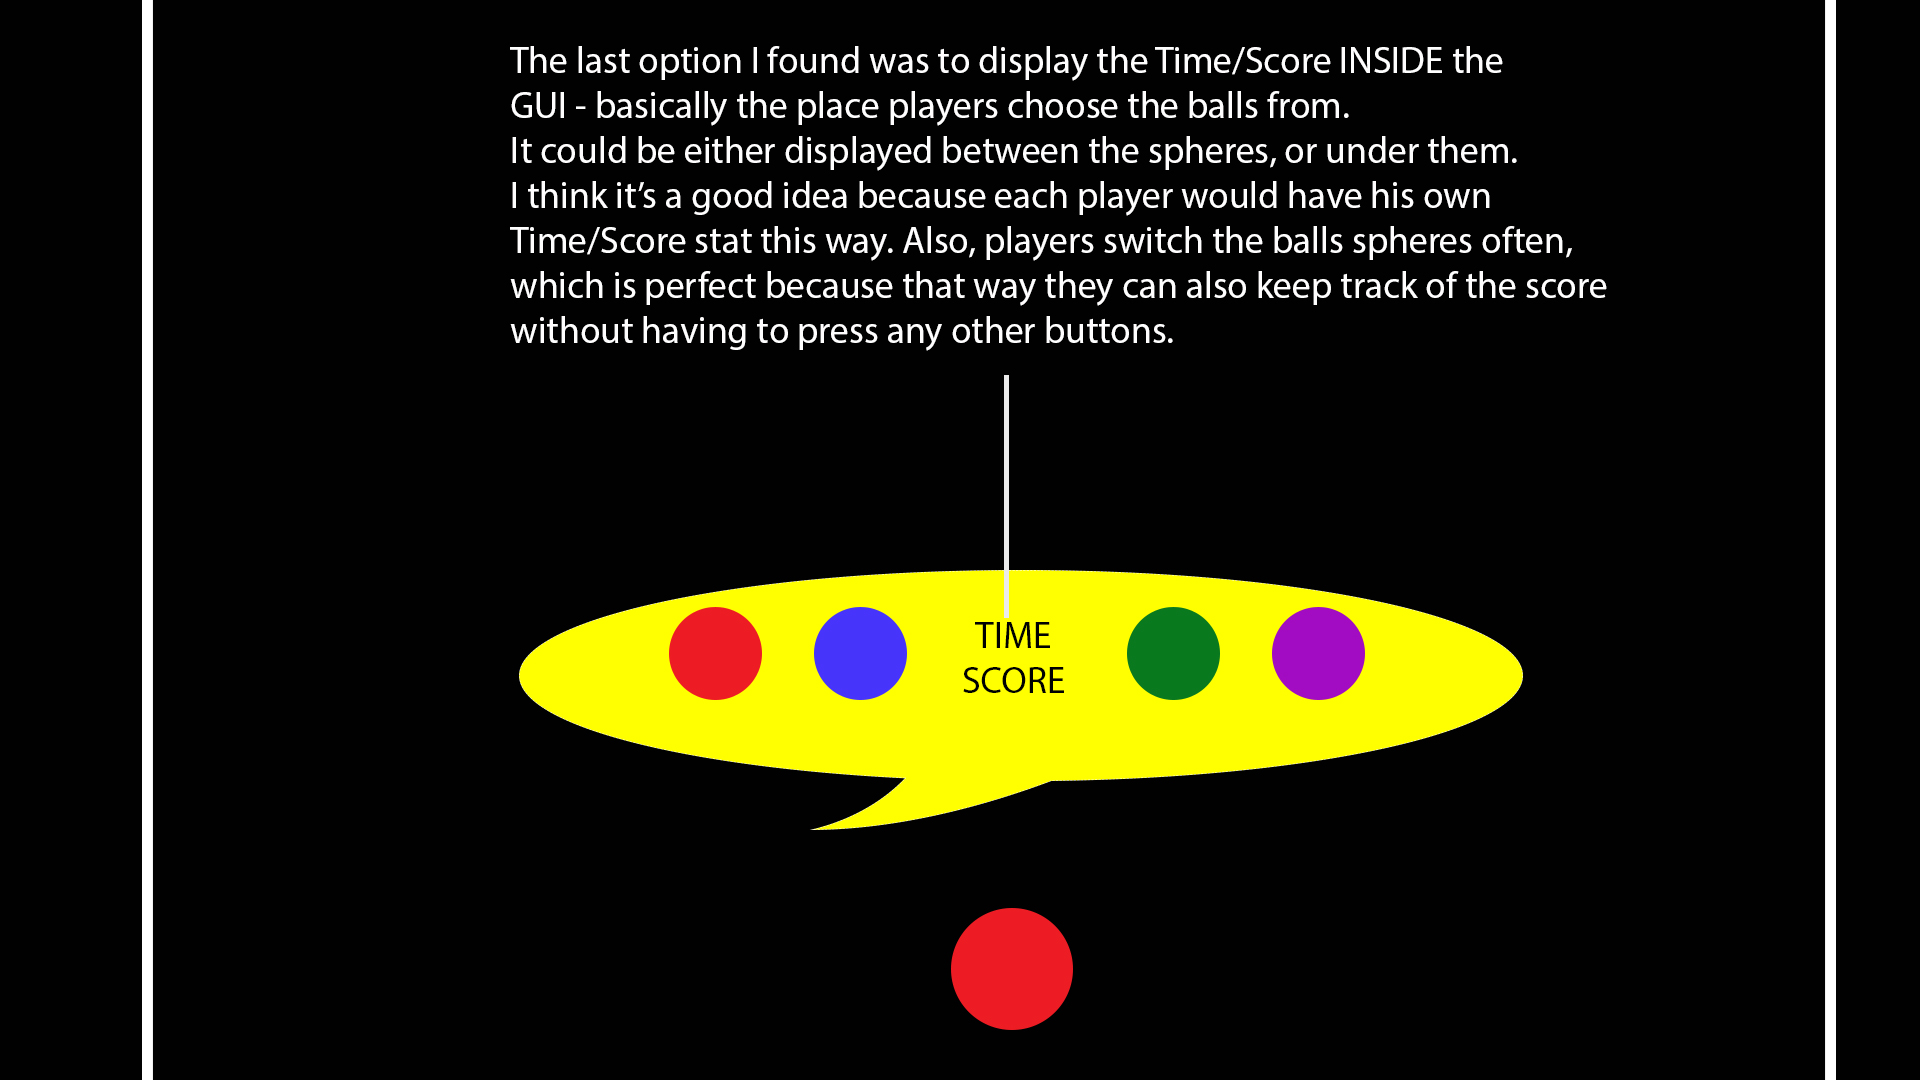 The last option I found was to display the Time/Score INSIDE the
GUI - basically the place players choose the balls from.
It could be either displayed between the spheres, or under them.
I think it’s a good idea because each player would have his own
Time/Score stat this way. Also, players switch the balls spheres often,
which is perfect because that way they can also keep track of the score
without having to press any other buttons.
TIME
SCORE